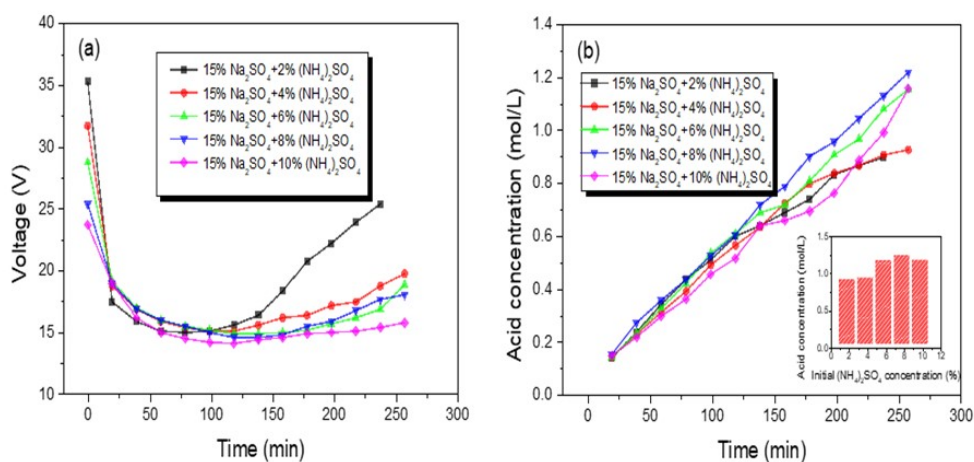 (a)
15% Na₂SO₄+2% (NH₄)₂SO₄
15% Na₂SO₄+4% (NH₄)₂SO₄
15% Na₂SO₄+6% (NH₄)₂SO₄
15% Na₂SO₄+8% (NH₄)₂SO₄
15% Na₂SO₄+10% (NH₄)₂SO₄
Voltage (V)
40
35
30
25
20
15
10
0
50
100
150
200
250
300
Time (min)
(b)
15% Na₂SO₄+2% (NH₄)₂SO₄
15% Na₂SO₄+4% (NH₄)₂SO₄
15% Na₂SO₄+6% (NH₄)₂SO₄
15% Na₂SO₄+8% (NH₄)₂SO₄
15% Na₂SO₄+10% (NH₄)₂SO₄
Acid concentration (mol/L)
1.4
1.2
1.0
0.8
0.6
0.4
0.2
0.0
0
50
100
150
200
250
300
Time (min)
Acid concentration (mol/L)
1.5
1.0
0.5
0.0
2
4
6
8
10
12
Initial (NH₄)₂SO₄ concentration (%)